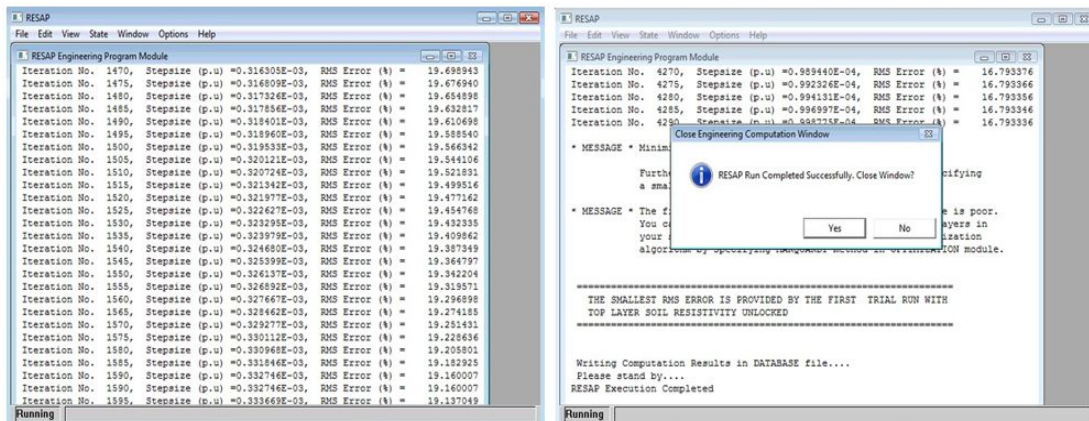 RESAP
File Edit View State Window Options Help
RESAP Engineering Program Module
Iteration No. 1470, Stepsize (p.u) =0.316305E-03, RMS Error (%) = 19.698943
Iteration No. 1475, Stepsize (p.u) =0.316809E-03, RMS Error (%) = 19.676940
Iteration No. 1480, Stepsize (p.u) =0.317326E-03, RMS Error (%) = 19.654898
Iteration No. 1485, Stepsize (p.u) =0.317856E-03, RMS Error (%) = 19.632817
Iteration No. 1490, Stepsize (p.u) =0.318401E-03, RMS Error (%) = 19.610698
Iteration No. 1495, Stepsize (p.u) =0.318960E-03, RMS Error (%) = 19.588540
Iteration No. 1500, Stepsize (p.u) =0.319533E-03, RMS Error (%) = 19.566342
Iteration No. 1505, Stepsize (p.u) =0.320121E-03, RMS Error (%) = 19.544106
Iteration No. 1510, Stepsize (p.u) =0.320724E-03, RMS Error (%) = 19.521831
Iteration No. 1515, Stepsize (p.u) =0.321342E-03, RMS Error (%) = 19.499516
Iteration No. 1520, Stepsize (p.u) =0.321977E-03, RMS Error (%) = 19.477162
Iteration No. 1525, Stepsize (p.u) =0.322627E-03, RMS Error (%) = 19.454768
Iteration No. 1530, Stepsize (p.u) =0.323295E-03, RMS Error (%) = 19.432335
Iteration No. 1535, Stepsize (p.u) =0.323979E-03, RMS Error (%) = 19.409862
Iteration No. 1540, Stepsize (p.u) =0.324680E-03, RMS Error (%) = 19.387349
Iteration No. 1545, Stepsize (p.u) =0.325399E-03, RMS Error (%) = 19.364797
Iteration No. 1550, Stepsize (p.u) =0.326137E-03, RMS Error (%) = 19.342204
Iteration No. 1555, Stepsize (p.u) =0.326892E-03, RMS Error (%) = 19.319571
Iteration No. 1560, Stepsize (p.u) =0.327667E-03, RMS Error (%) = 19.296898
Iteration No. 1565, Stepsize (p.u) =0.328462E-03, RMS Error (%) = 19.274185
Iteration No. 1570, Stepsize (p.u) =0.329277E-03, RMS Error (%) = 19.251431
Iteration No. 1575, Stepsize (p.u) =0.330112E-03, RMS Error (%) = 19.228636
Iteration No. 1580, Stepsize (p.u) =0.330968E-03, RMS Error (%) = 19.205801
Iteration No. 1585, Stepsize (p.u) =0.331846E-03, RMS Error (%) = 19.182925
Iteration No. 1590, Stepsize (p.u) =0.332746E-03, RMS Error (%) = 19.160007
Iteration No. 1590, Stepsize (p.u) =0.332746E-03, RMS Error (%) = 19.160007
Iteration No. 1595, Stepsize (p.u) =0.333669E-03, RMS Error (%) = 19.137049
Running
RESAP
File Edit View State Window Options Help
RESAP Engineering Program Module
Iteration No. 4270, Stepsize (p.u) =0.989440E-04, RMS Error (%) = 16.793376
Iteration No. 4275, Stepsize (p.u) =0.992326E-04, RMS Error (%) = 16.793366
Iteration No. 4280, Stepsize (p.u) =0.994131E-04, RMS Error (%) = 16.793356
Iteration No. 4285, Stepsize (p.u) =0.996997E-04, RMS Error (%) = 16.793346
Iteration No. 4290, Stepsize (p.u) =0.998775E-04, RMS Error (%) = 16.793336
Close Engineering Computation Window
RESAP Run Completed Successfully. Close Window?
Yes No
* MESSAGE * Minim
Furthe cifying
a smal
* MESSAGE * The fi e is poor.
You ca ayers in
your s ization
module.
THE SMALLEST RMS ERROR IS PROVIDED BY THE FIRST TRIAL RUN WITH
TOP LAYER SOIL RESISTIVITY UNLOCKED
Writing Computation Results in DATABASE file....
Please stand by....
RESAP Execution Completed
Running